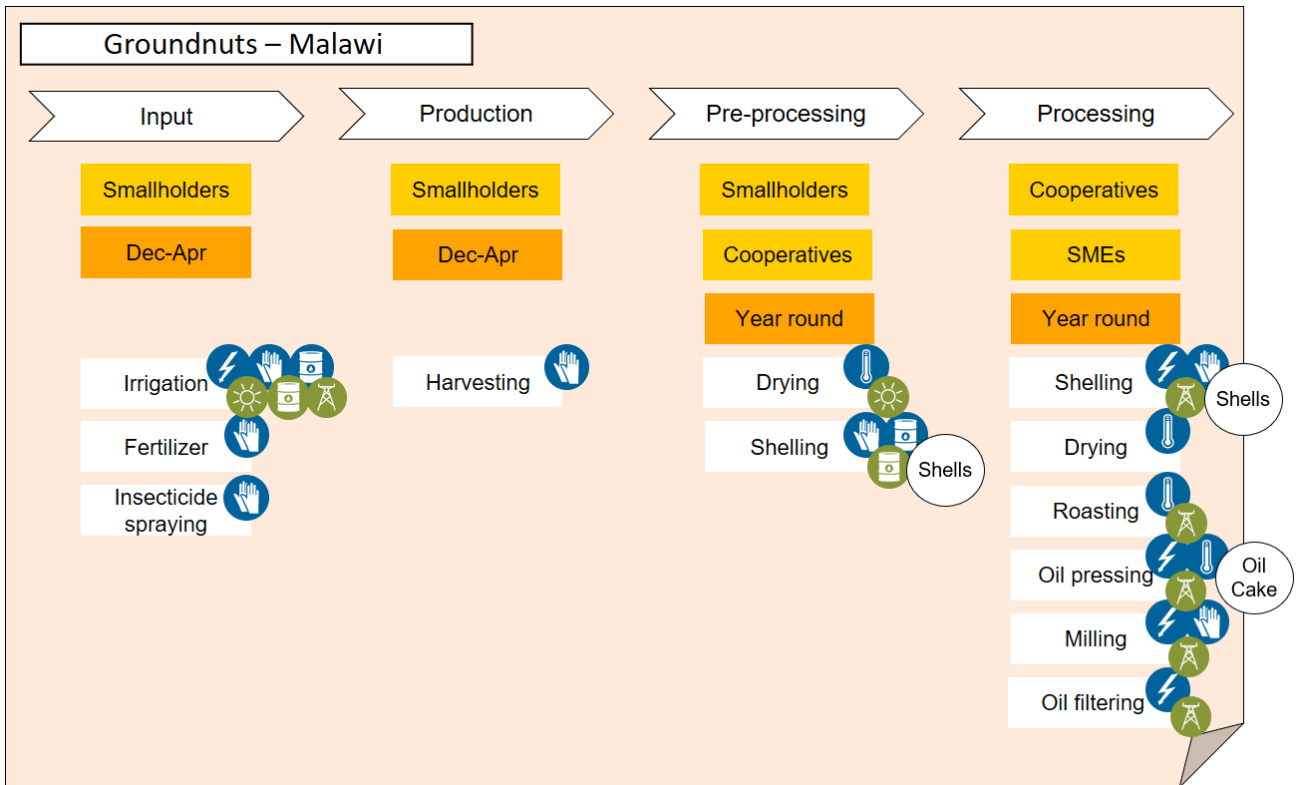 Groundnuts – Malawi
Input
Production
Pre-processing
Processing
Smallholders
Dec-Apr
Irrigation
Fertilizer
Insecticide
spraying
Smallholders
Dec-Apr
Harvesting
Smallholders
Cooperatives
Year round
Drying
Shelling
Shells
Cooperatives
SMEs
Year round
Shelling
Shells
Drying
Roasting
Oil pressing
Oil
Cake
Milling
Oil filtering